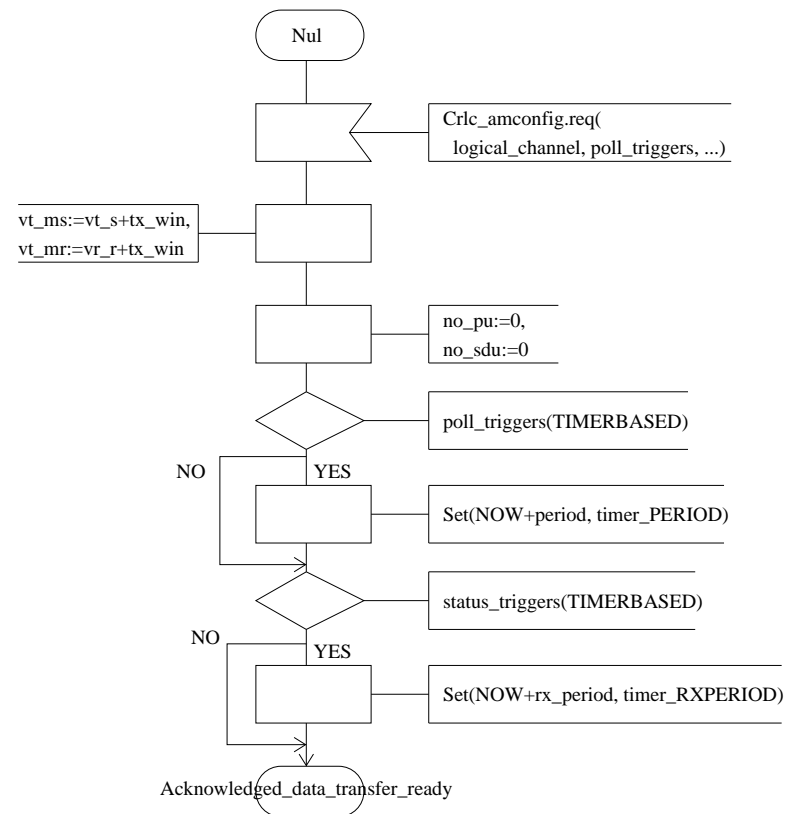 Nul
Crlc_amconfig.req(
logical_channel, poll_triggers, ...)
vt_ms:=vt_s+tx_win,
vt_mr:=vr_r+tx_win
no_pu:=0,
no_sdu:=0
poll_triggers(TIMERBASED)
NO
YES
Set(NOW+period, timer_PERIOD)
status_triggers(TIMERBASED)
NO
YES
Set(NOW+rx_period, timer_RXPERIOD)
Acknowledged_data_transfer_ready